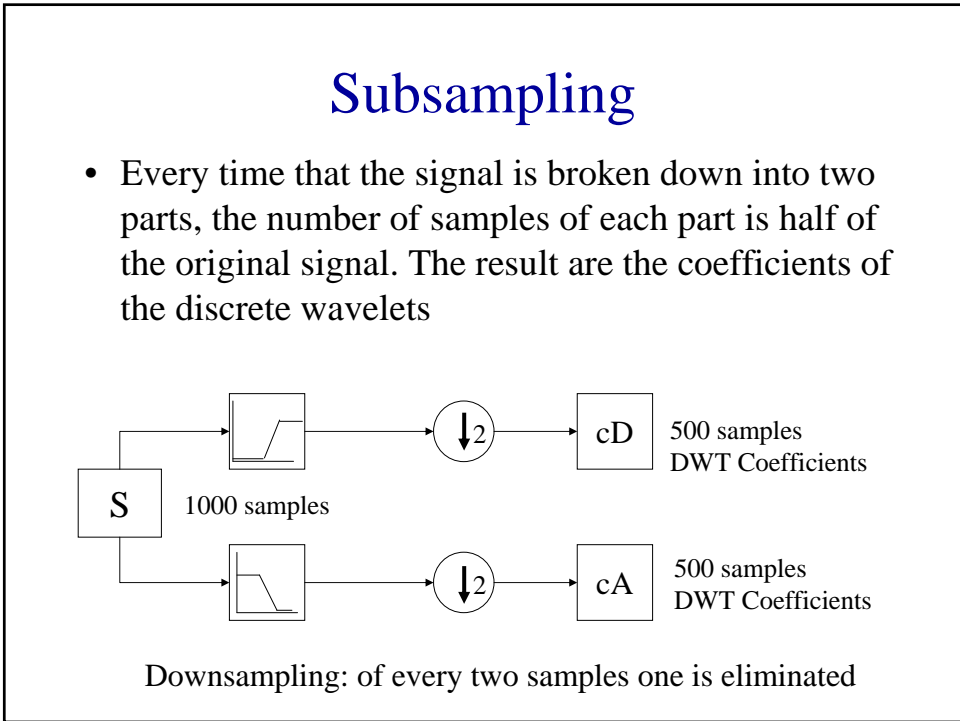 Subsampling
• Every time that the signal is broken down into two
parts, the number of samples of each part is half of
the original signal. The result are the coefficients of
the discrete wavelets
2
cD
500 samples
DWT Coefficients
S
1000 samples
2
cA
500 samples
DWT Coefficients
Downsampling: of every two samples one is eliminated